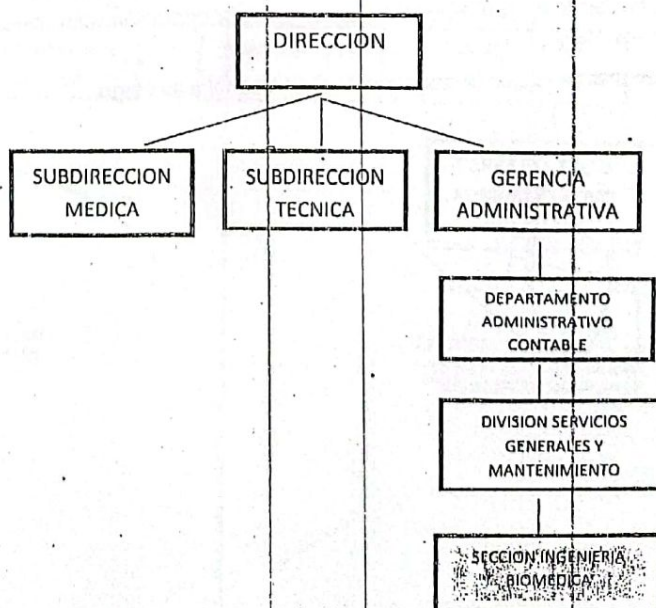 DIRECCION
SUBDIRECCION
MEDICA
SUBDIRECCION
TECNICA
GERENCIA
ADMINISTRATIVA
DEPARTAMENTO
ADMINISTRATIVO
CONTABLE
DIVISION SERVICIOS
GENERALES Y
MANTENIMIENTO
SECCION INGENIERIA
BIOMEDICA